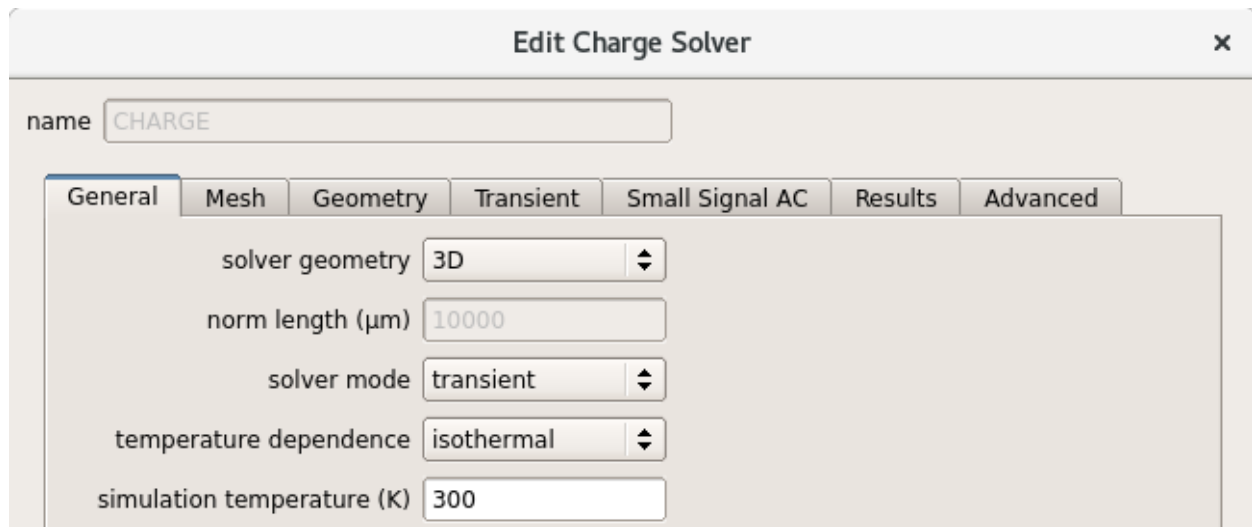 Edit Charge Solver ×
name CHARGE
General Mesh Geometry Transient Small Signal AC Results Advanced
solver geometry 3D
norm length (μm) 10000
solver mode transient
temperature dependence isothermal
simulation temperature (K) 300